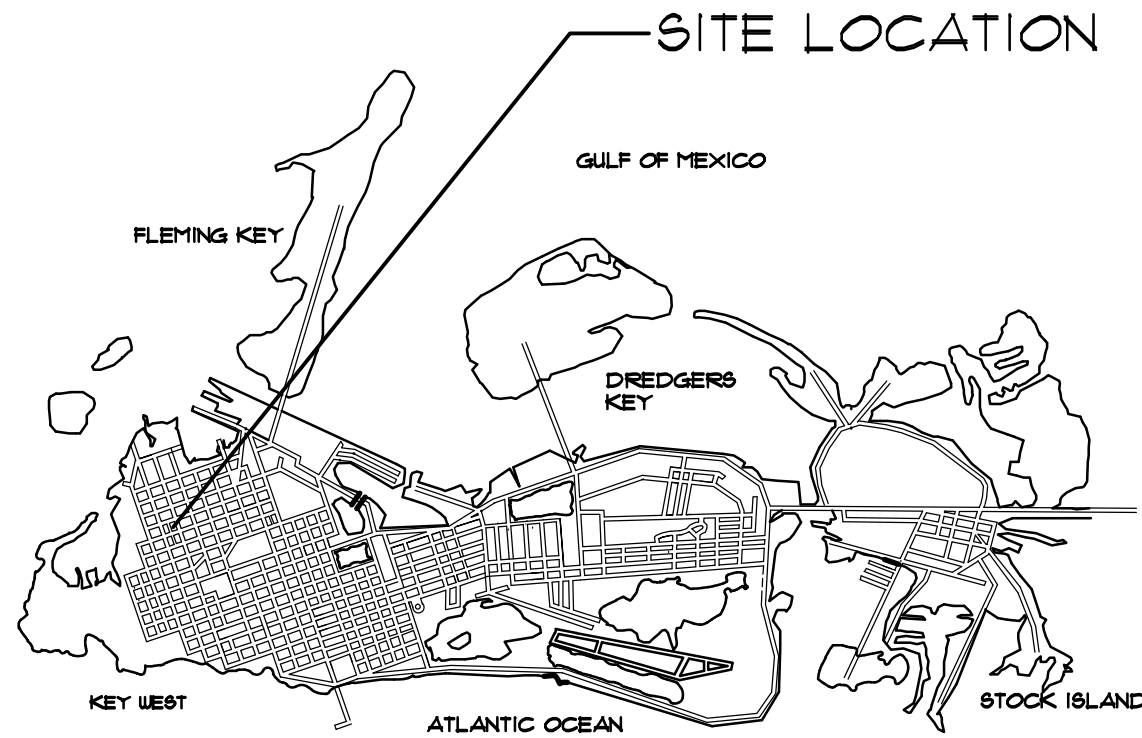 SITE LOCATION
GULF OF MEXICO
FLEMING KEY
DREDGERS
KEY
KEY WEST
STOCK ISLAND
ATLANTIC OCEAN